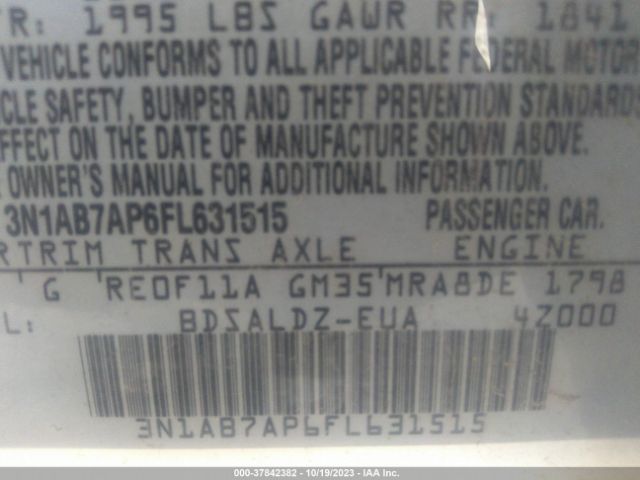 TR: 1995 LBS GAWR RR: 1841
VEHICLE CONFORMS TO ALL APPLICABLE FEDERAL MOTOR
CLE SAFETY, BUMPER AND THEFT PREVENTION STANDARDS
FFECT ON THE DATE OF MANUFACTURE SHOWN ABOVE.
OWNER'S MANUAL FOR ADDITIONAL INFORMATION.
3N1AB7AP6FL631515 PASSENGER CAR.
RTRIM TRANS AXLE ENGINE
G RE0F11A GM35 MRA8DE 1798
L: BDSALDZ-EUA 4Z000
3N1AB7AP6FL631515
000-37842382 - 10/19/2023 - IAA Inc.